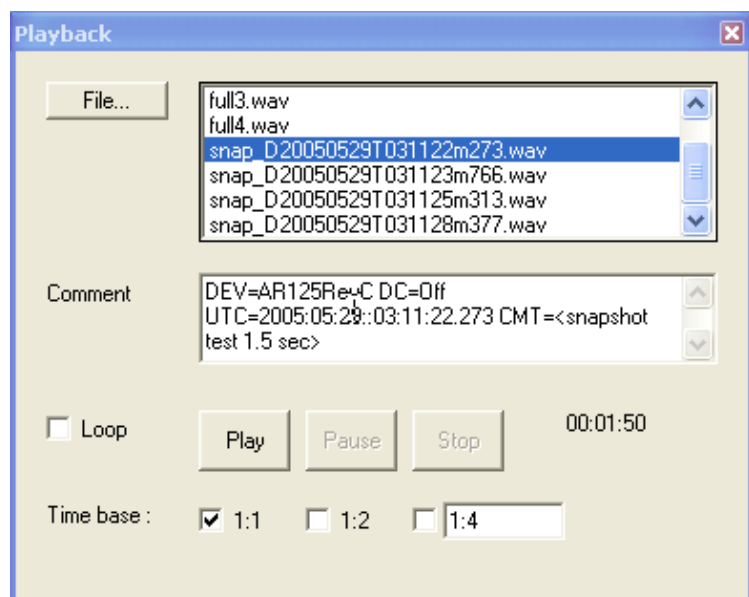 Playback
File...
full3.wav
full4.wav
snap_D20050529T031122m273.wav
snap_D20050529T031123m766.wav
snap_D20050529T031125m313.wav
snap_D20050529T031128m377.wav
Comment
DEV=AR125RevC DC=Off
UTC=2005:05:29::03:11:22.273 CMT=<snapshot
test 1.5 sec>
Loop
Play
Pause
Stop
00:01:50
Time base :
1:1
1:2
1:4